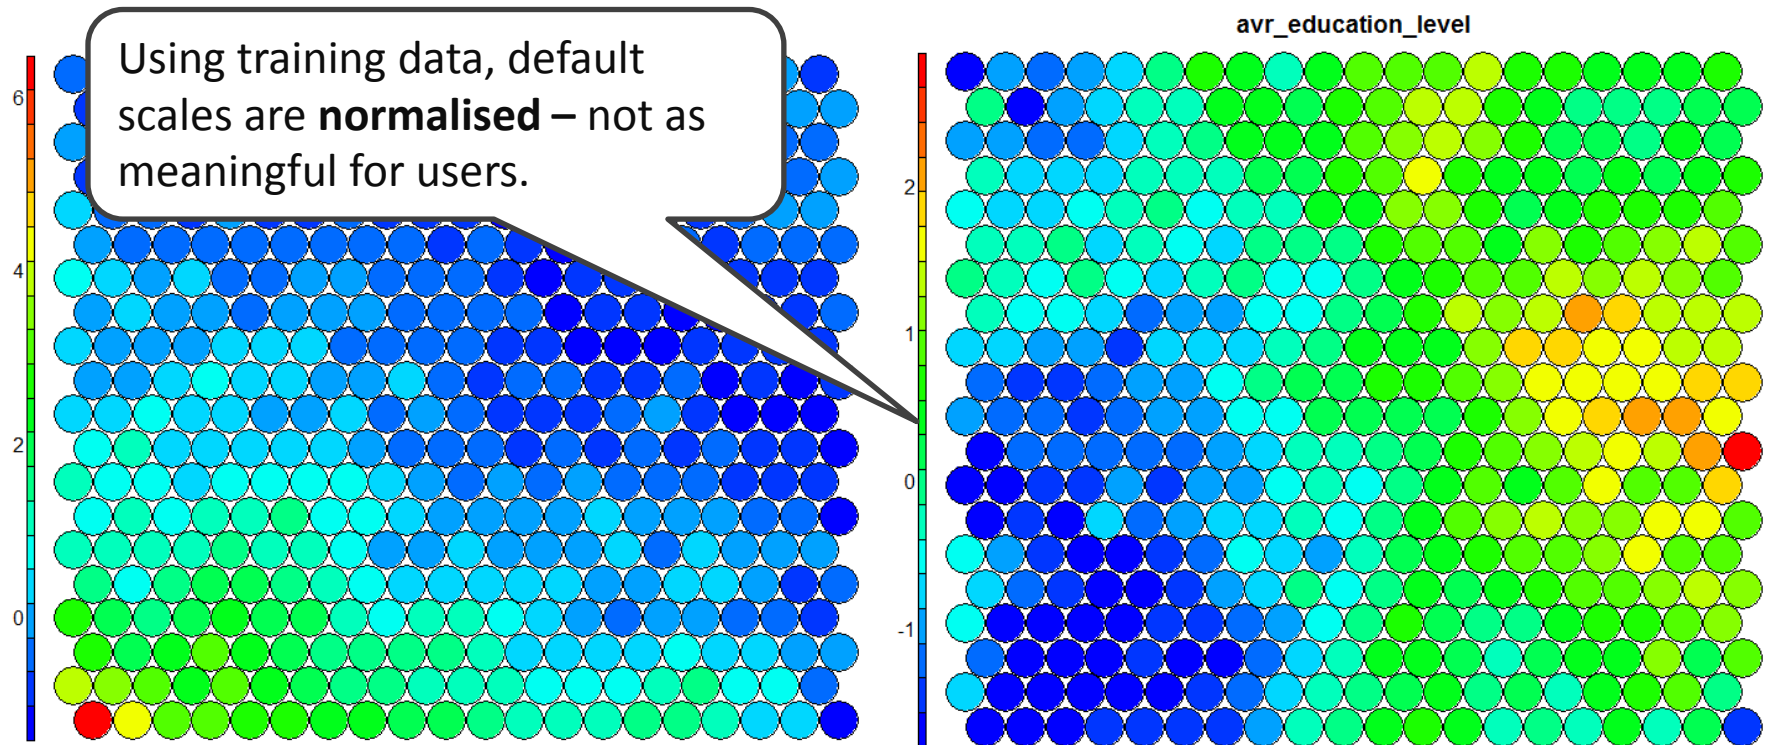 Using training data, default
scales are normalised – not as
meaningful for users.
6
4
2
0
avr_education_level
2
1
0
-1